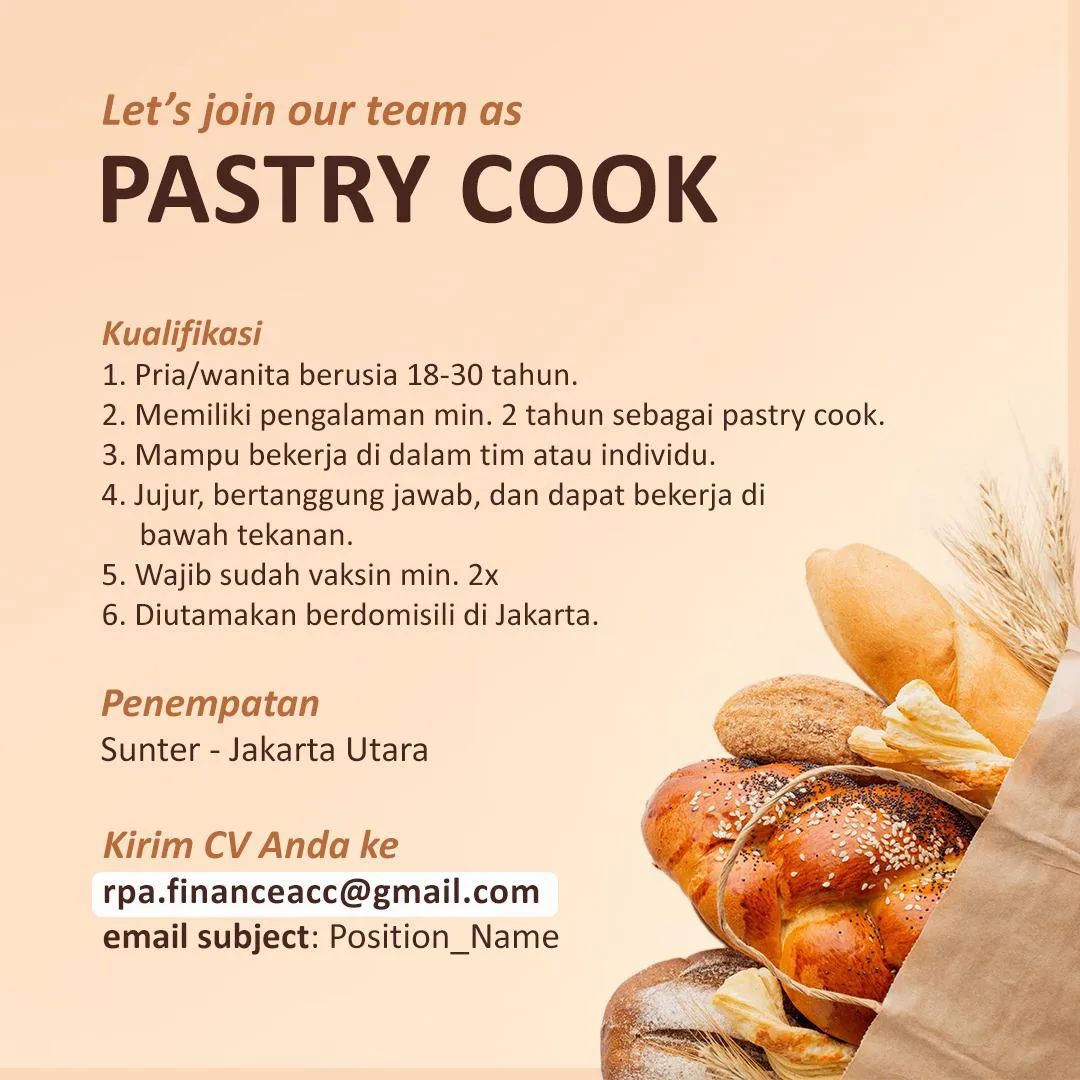 Let’s join our team as
PASTRY COOK
Kualifikasi
1. Pria/wanita berusia 18-30 tahun.
2. Memiliki pengalaman min. 2 tahun sebagai pastry cook.
3. Mampu bekerja di dalam tim atau individu.
4. Jujur, bertanggung jawab, dan dapat bekerja di
bawah tekanan.
5. Wajib sudah vaksin min. 2x
6. Diutamakan berdomisili di Jakarta.
Penempatan
Sunter - Jakarta Utara
Kirim CV Anda ke
rpa.financeacc@gmail.com
email subject: Position_Name